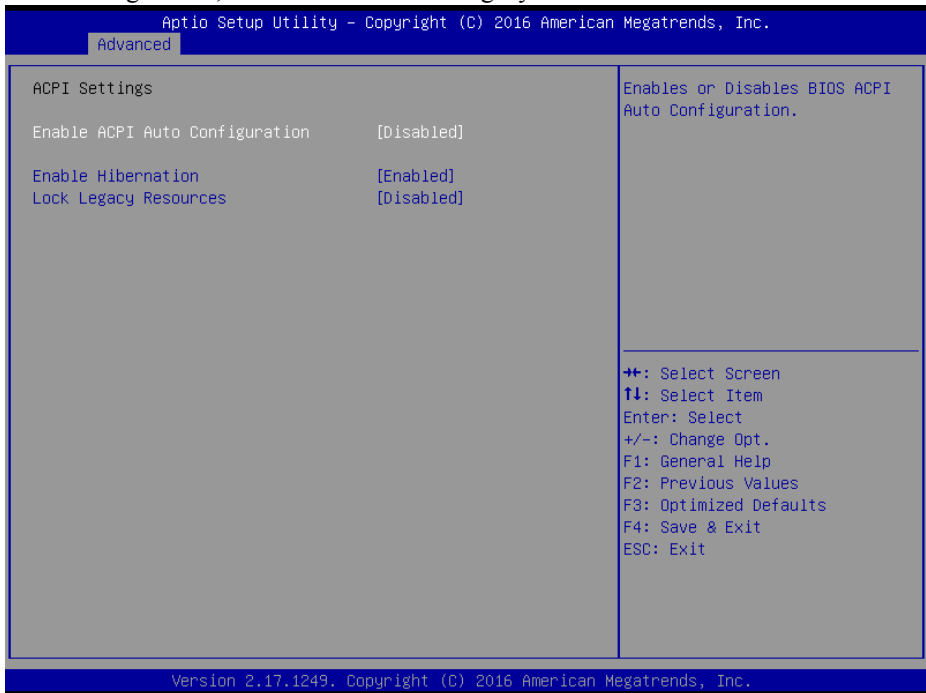 Aptio Setup Utility – Copyright (C) 2016 American Megatrends, Inc.
Advanced
ACPI Settings
Enable ACPI Auto Configuration [Disabled]
Enable Hibernation [Enabled]
Lock Legacy Resources [Disabled]
Enables or Disables BIOS ACPI
Auto Configuration.
→←: Select Screen
↑↓: Select Item
Enter: Select
+/-: Change Opt.
F1: General Help
F2: Previous Values
F3: Optimized Defaults
F4: Save & Exit
ESC: Exit
Version 2.17.1249. Copyright (C) 2016 American Megatrends, Inc.